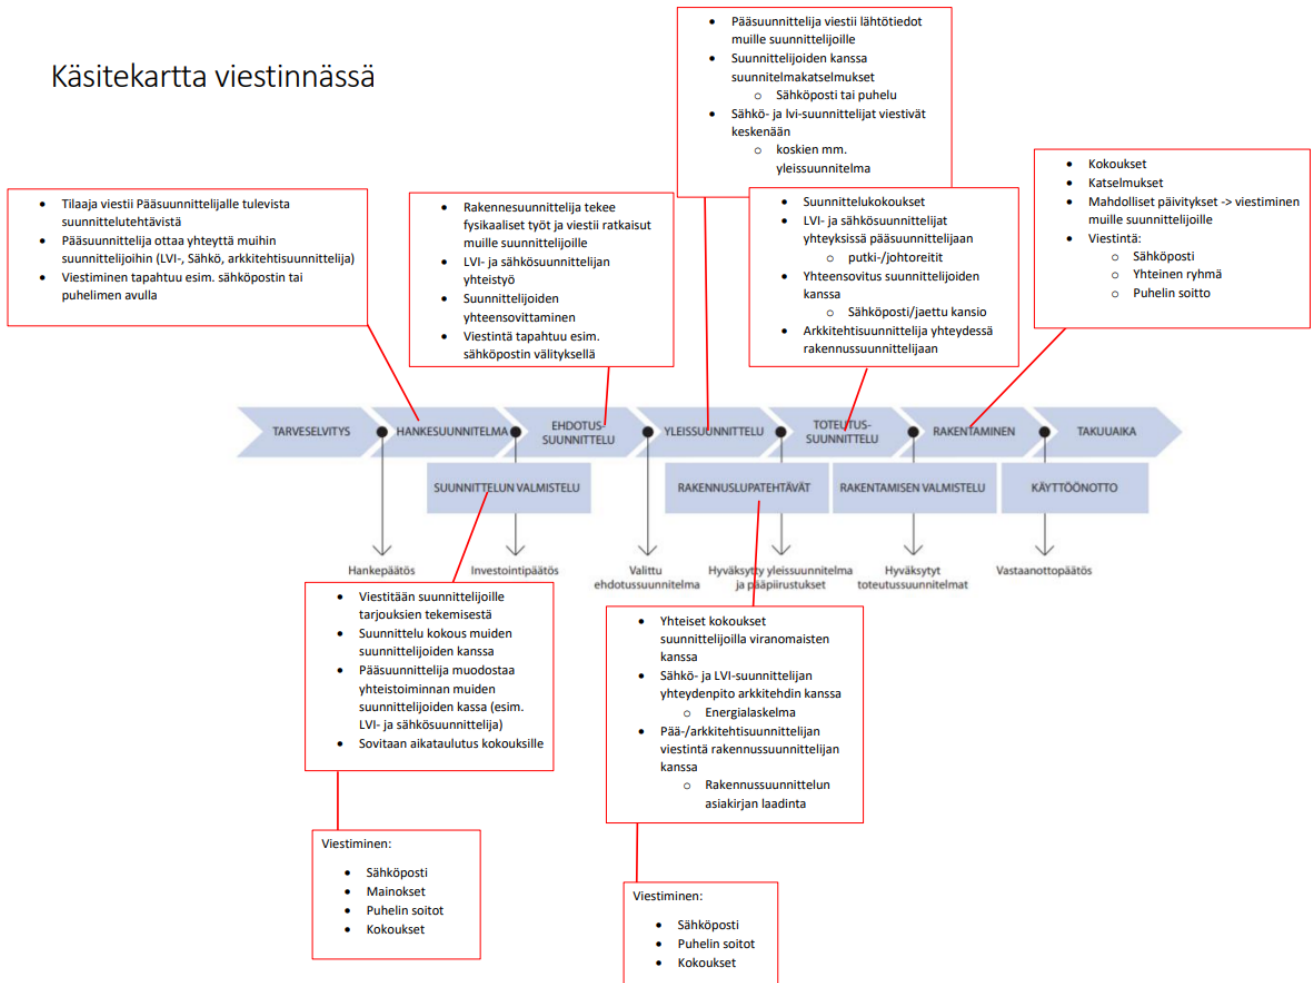 Käsitekartta viestinnässä
• Pääsuunnittelija viestii lähtötiedot
muille suunnittelijoille
• Suunnittelijoiden kanssa
suunnitelmakatselmukset
o Sähköposti tai puhelu
• Sähkö- ja lvi-suunnittelijat viestivät
keskenään
o koskien mm.
yleissuunnitelma
• Tilaaja viestii Pääsuunnittelijalle tulevista
suunnittelutehtävistä
• Pääsuunnittelija ottaa yhteyttä muihin
suunnittelijoihin (LVI-, Sähkö, arkkitehtisuunnittelija)
• Viestiminen tapahtuu esim. sähköpostin tai
puhelimen avulla
• Rakennesuunnittelija tekee
fysikaaliset työt ja viestii ratkaisut
muille suunnittelijoille
• LVI- ja sähkösuunnittelijan
yhteistyö
• Suunnittelijoiden
yhteensovittaminen
• Viestintä tapahtuu esim.
sähköpostin välityksellä
• Suunnittelukokoukset
• LVI- ja sähkösuunnittelijat
yhteyksissä pääsuunnittelijaan
o putki-/johtoreitit
• Yhteensovitus suunnittelijoiden
kanssa
o Sähköposti/jaettu kansio
• Arkkitehtisuunnittelija yhteydessä
rakennussuunnittelijaan
• Kokoukset
• Katselmukset
• Mahdolliset päivitykset -> viestiminen
muille suunnittelijoille
• Viestintä:
o Sähköposti
o Yhteinen ryhmä
o Puhelin soitto
TARVESELVITYS
HANKESUUNNITELMA
EHDOTUS-
SUUNNITTELU
YLEISSUUNNITTELU
TOTEUTUS-
SUUNNITTELU
RAKENTAMINEN
TAKUUAIKA
SUUNNITTELUN VALMISTELU
RAKENNUSLUPATEHTÄVÄT
RAKENTAMISEN VALMISTELU
KÄYTTÖÖNOTTO
Hankepäätös
Investointipäätös
Valittu
ehdotussuunnitelma
Hyväksytty yleissuunnitelma
ja pääpiirustukset
Hyväksytyt
toteutussuunnitelmat
Vastaanottopäätös
• Viestitään suunnittelijoille
tarjouksien tekemisestä
• Suunnittelu kokous muiden
suunnittelijoiden kanssa
• Pääsuunnittelija muodostaa
yhteistoiminnan muiden
suunnittelijoiden kassa (esim.
LVI- ja sähkösuunnittelija)
• Sovitaan aikataulutus kokouksille
• Yhteiset kokoukset
suunnittelijoilla viranomaisten
kanssa
• Sähkö- ja LVI-suunnittelijan
yhteydenpito arkkitehdin kanssa
o Energialaskelma
• Pää-/arkkitehtisuunnittelijan
viestintä rakennussuunnittelijan
kanssa
o Rakennussuunnittelun
asiakirjan laadinta
Viestiminen:
• Sähköposti
• Mainokset
• Puhelin soitot
• Kokoukset
Viestiminen:
• Sähköposti
• Puhelin soitot
• Kokoukset